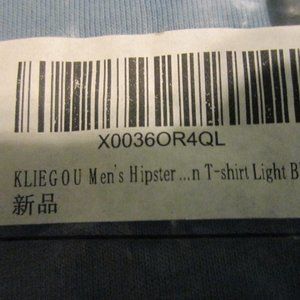 X0036OR4QL
KLIEGOU Men's Hipster ...n T-shirt Light B
新品